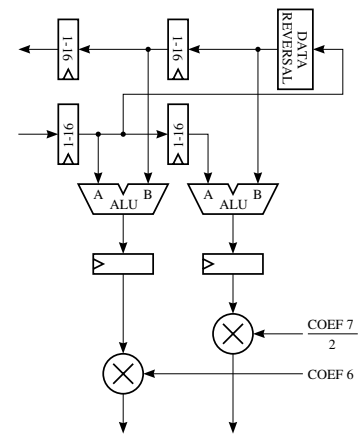 1-16
1-16
DATA
REVERSAL
1-16
1-16
A B
ALU
A B
ALU
COEF 7
2
COEF 6